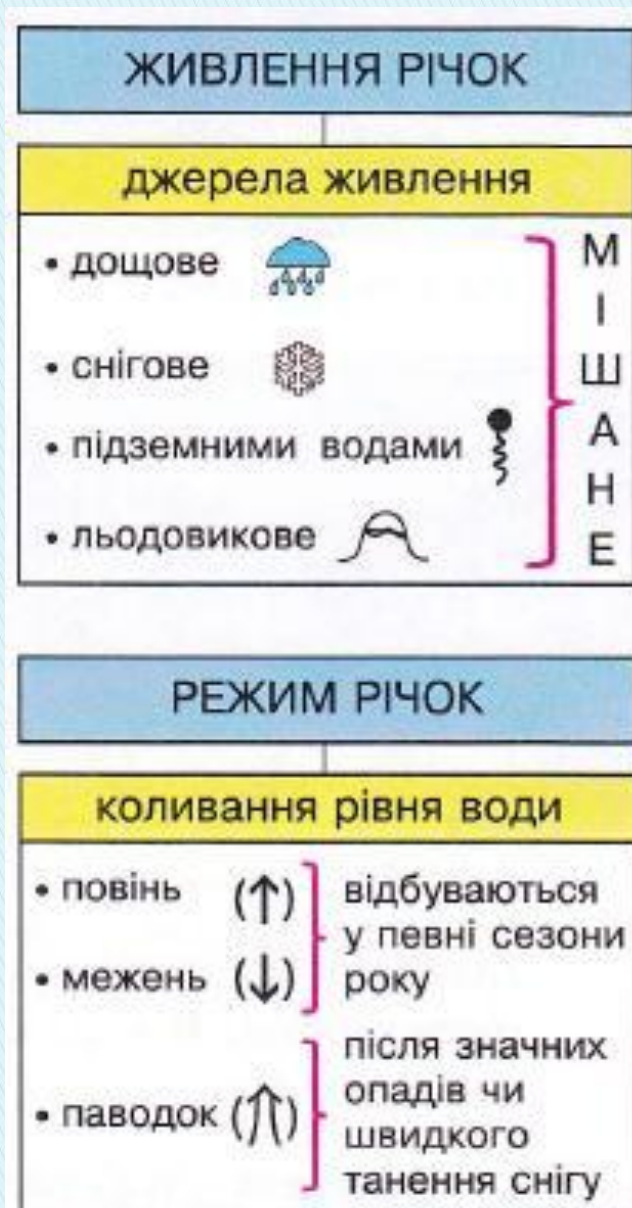 ЖИВЛЕННЯ РІЧОК
джерела живлення
• дощове
• снігове
• підземними водами
• льодовикове
МІШАНЕ
РЕЖИМ РІЧОК
коливання рівня води
• повінь (↑)
• межень (↓)
відбуваються
у певні сезони
року
• паводок (⇑)
після значних
опадів чи
швидкого
танення снігу